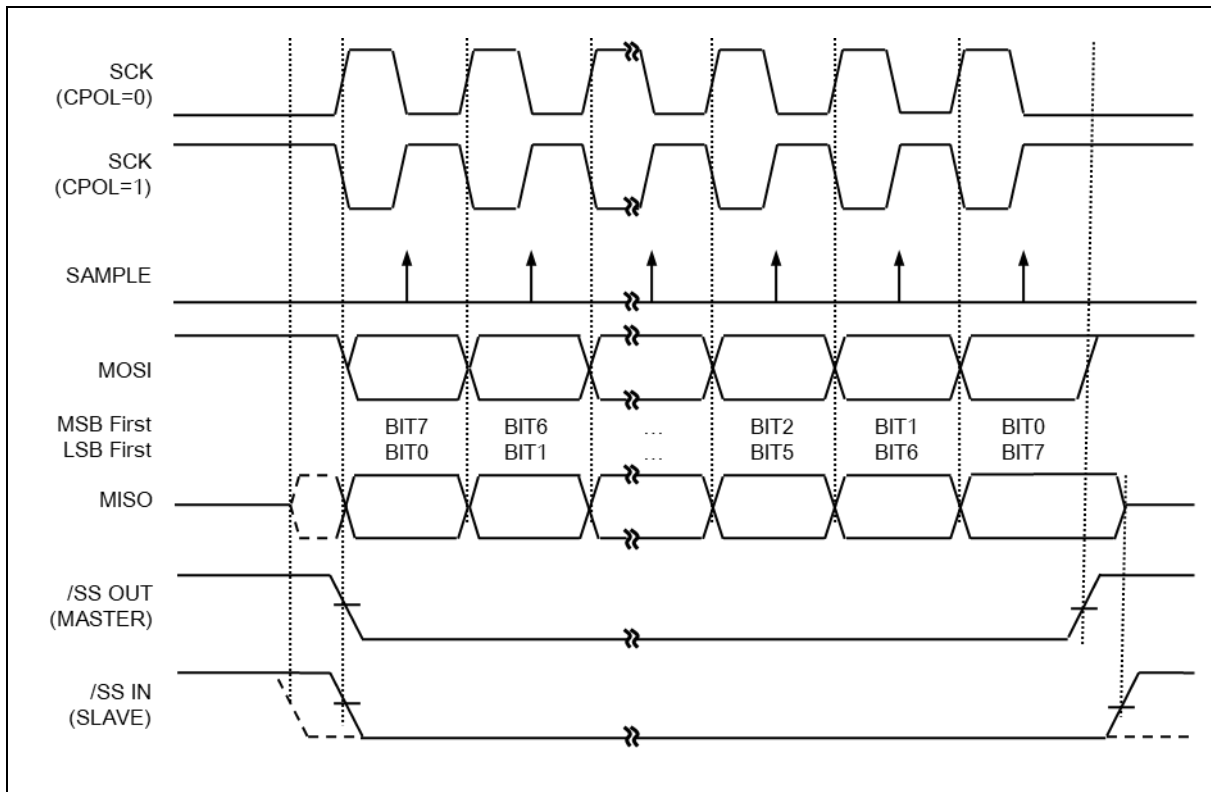 SCK
(CPOL=0)
SCK
(CPOL=1)
SAMPLE
MOSI
MSB First BIT7 BIT6 ... BIT2 BIT1 BIT0
LSB First BIT0 BIT1 ... BIT5 BIT6 BIT7
MISO
/SS OUT
(MASTER)
/SS IN
(SLAVE)